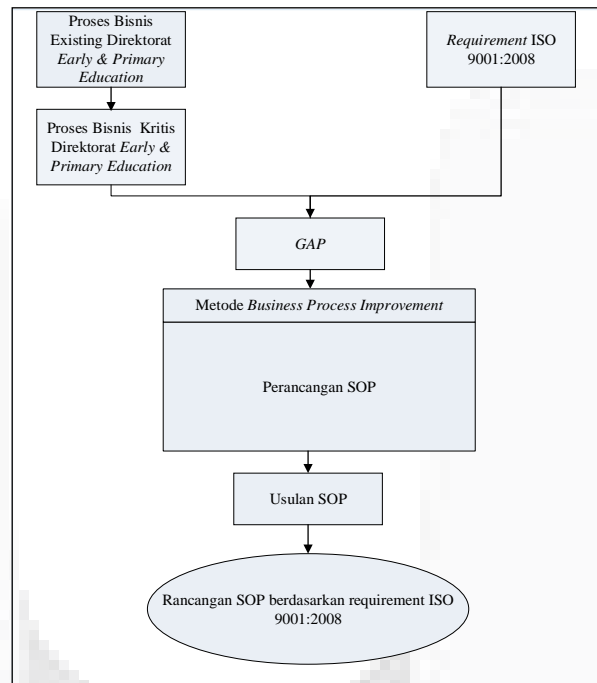 Proses Bisnis
Existing Direktorat
Early & Primary
Education
Requirement ISO
9001:2008
Proses Bisnis Kritis
Direktorat Early &
Primary Education
GAP
Metode Business Process Improvement
Perancangan SOP
Usulan SOP
Rancangan SOP berdasarkan requirement ISO
9001:2008